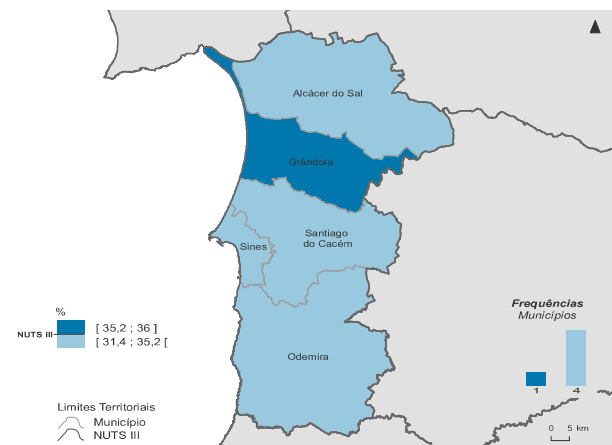 Alcácer do Sal
Grândola
Santiago
do Cacém
Sines
Odemira
%
NUTS III
[ 35,2 ; 36 ]
[ 31,4 ; 35,2 [
Limites Territoriais
Município
NUTS III
Frequências
Municípios
1 4
0 5 km